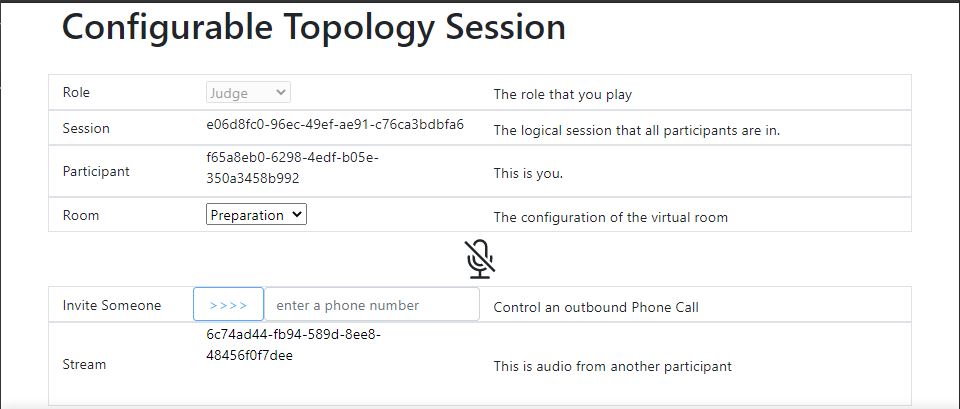 Configurable Topology Session
Role Judge The role that you play
Session e06d8fc0-96ec-49ef-ae91-c76ca3bdbfa6 The logical session that all participants are in.
Participant f65a8eb0-6298-4edf-b05e-
350a3458b992 This is you.
Room Preparation The configuration of the virtual room
Invite Someone >>>> enter a phone number Control an outbound Phone Call
6c74ad44-fb94-589d-8ee8-
48456f0f7dee
Stream This is audio from another participant